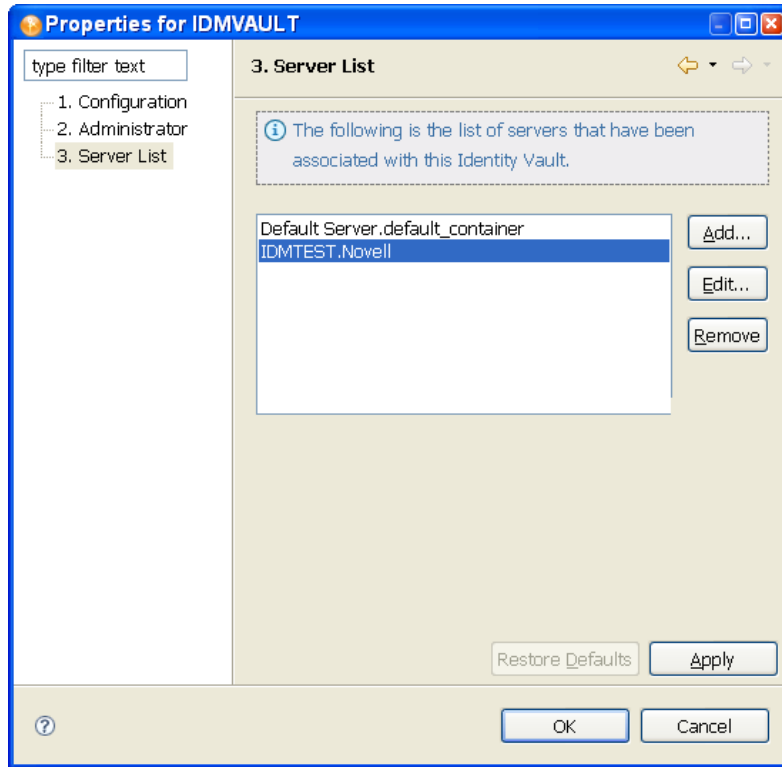 Properties for IDMVAULT
type filter text
3. Server List
1. Configuration
2. Administrator
3. Server List
The following is the list of servers that have been
associated with this Identity Vault.
Default Server.default_container
IDMTEST.Novell
Add...
Edit...
Remove
Restore Defaults
Apply
OK
Cancel